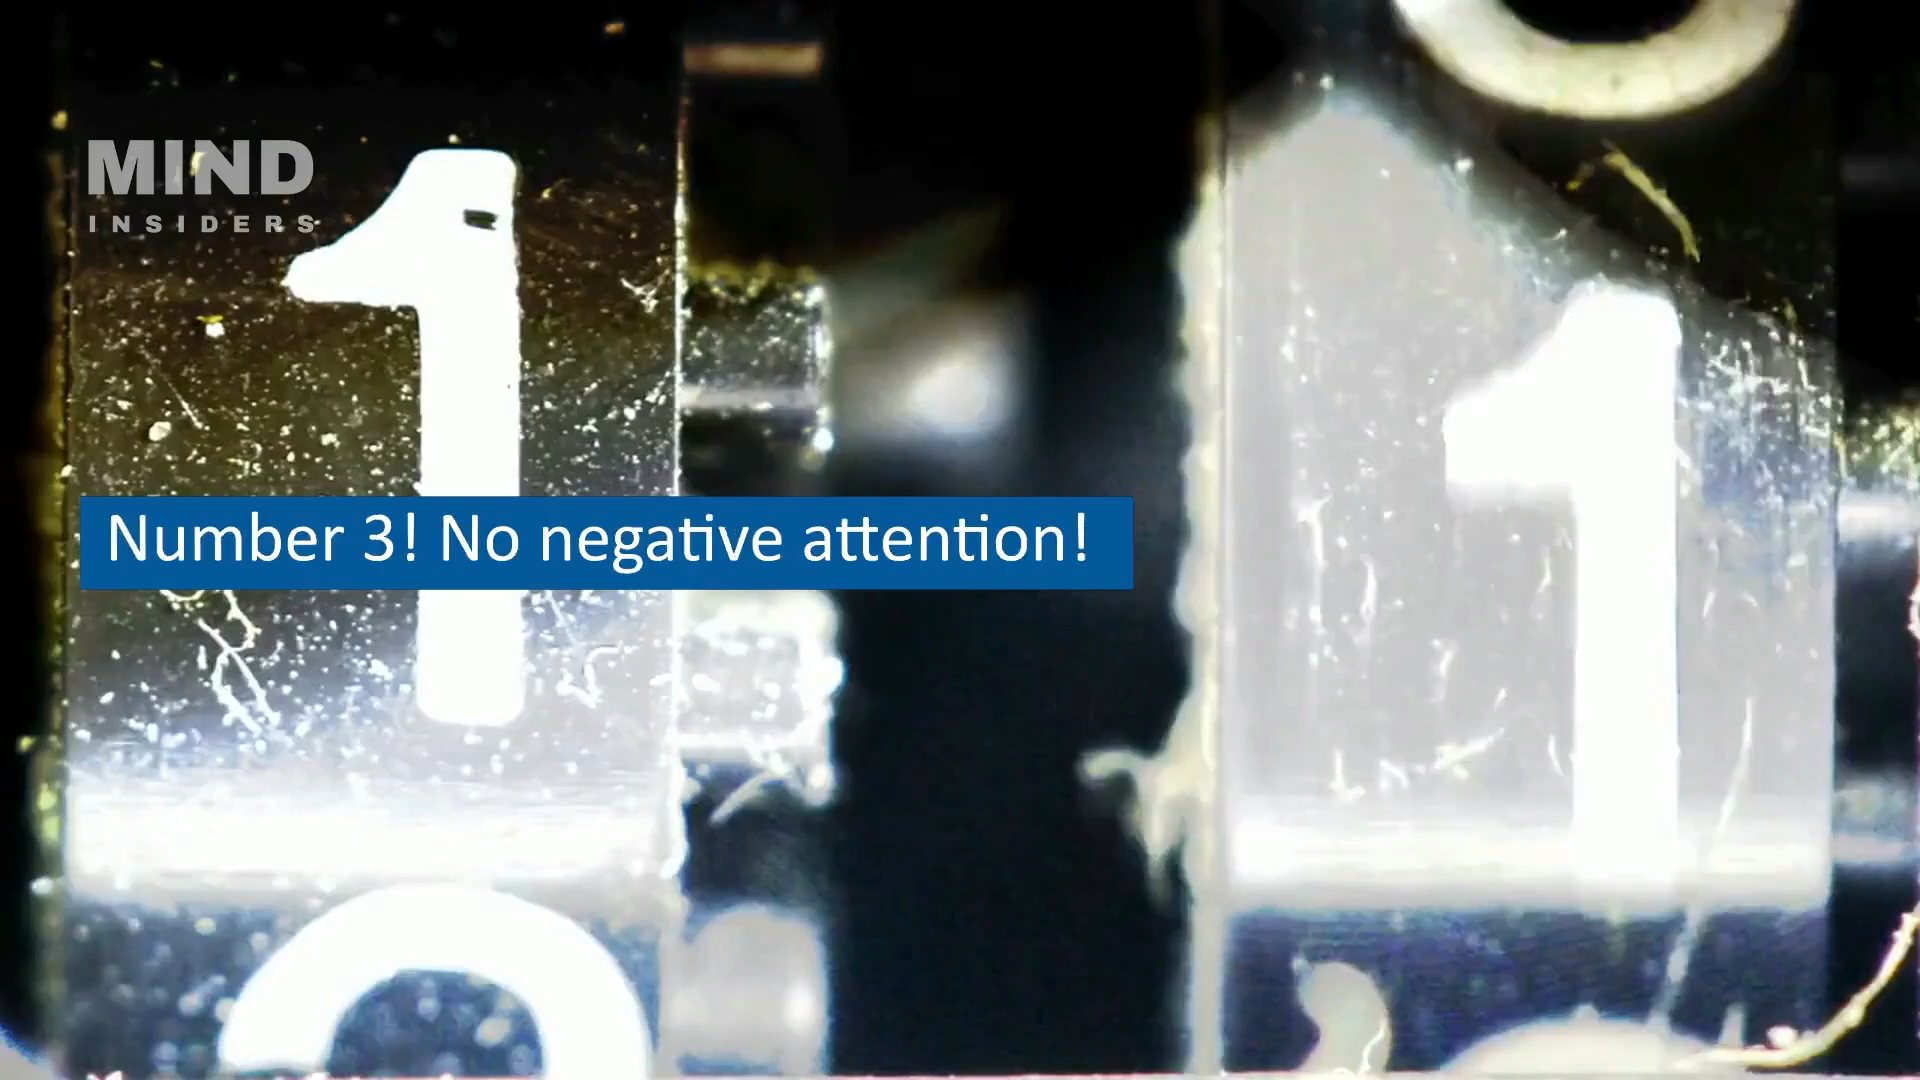 MIND
INSIDERS
1
1
Number 3! No negative attention!